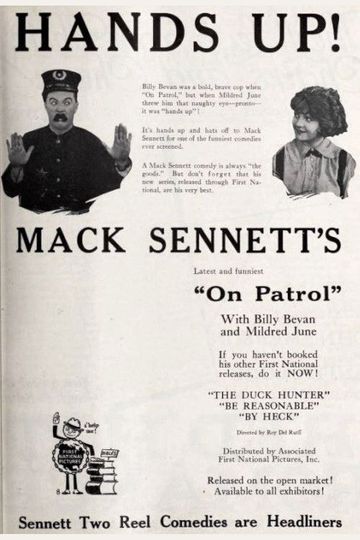 HANDS UP!
Billy Bevan was a bold, brave cop when
"On Patrol," but when Mildred June
threw him that naughty eye—pronto—
it was "hands up"!
It's hands up and hats off to Mack
Sennett for one of the funniest comedies
ever screened.
A Mack Sennett comedy is always "the
goods." But don't forget that his
new series, released through First Na-
tional, are his very best.
MACK SENNETT'S
Latest and funniest
"On Patrol"
With Billy Bevan
and Mildred June
If you haven't booked
his other First National
releases, do it NOW!
"THE DUCK HUNTER"
"BE REASONABLE"
"BY HECK"
Directed by Roy Del Ruth
Distributed by Associated
First National Pictures, Inc.
Released on the open market!
Available to all exhibitors!
s'help
me!
FIRST
NATIONAL
PICTURES
Sennett Two Reel Comedies are Headliners